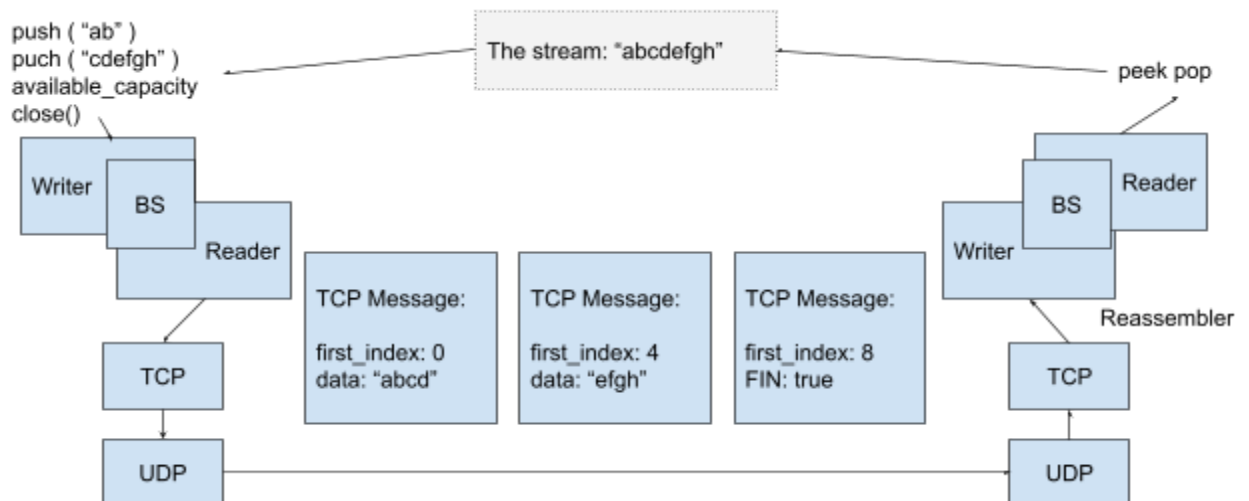 push ( “ab” )
puch ( “cdefgh” )
available_capacity
close()
The stream: “abcdefgh”
peek pop
Writer
BS
Reader
TCP
UDP
TCP Message:
first_index: 0
data: “abcd”
TCP Message:
first_index: 4
data: “efgh”
TCP Message:
first_index: 8
FIN: true
Reader
BS
Writer
Reassembler
TCP
UDP